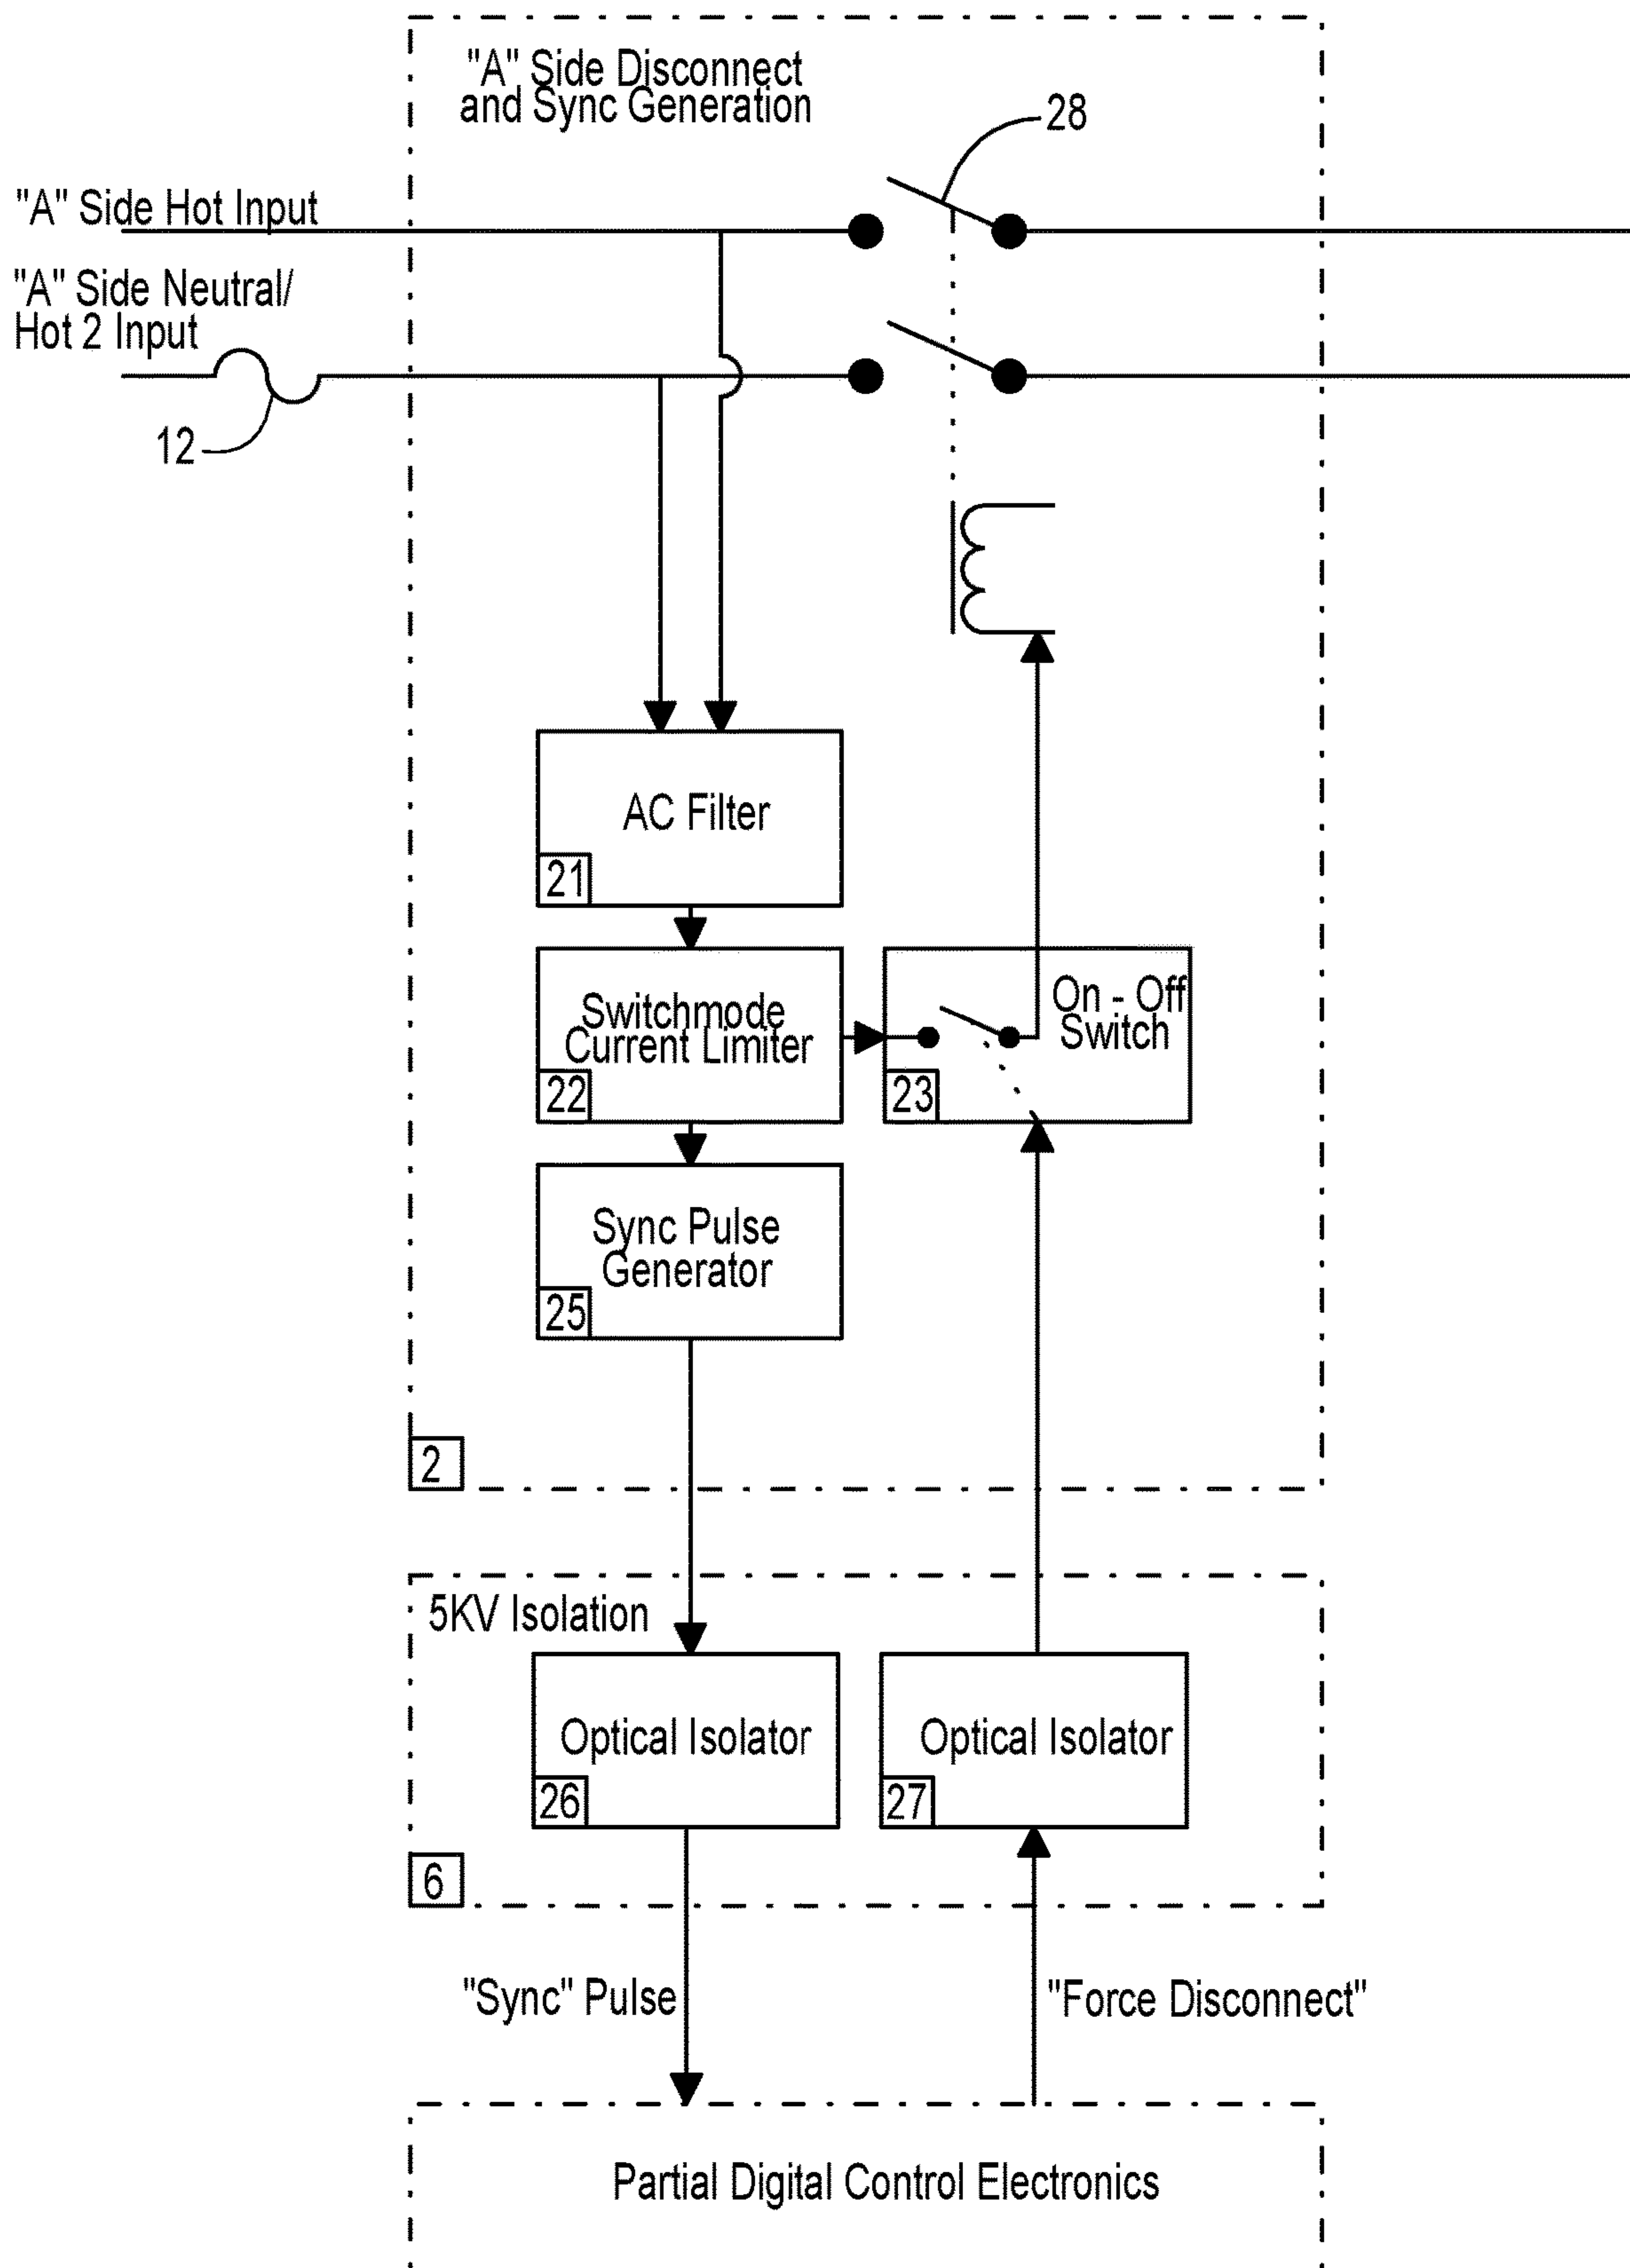 "A" Side Disconnect
and Sync Generation
28
"A" Side Hot Input
"A" Side Neutral/
Hot 2 Input
12
AC Filter
21
Switchmode
Current Limiter
22
On - Off
Switch
23
Sync Pulse
Generator
25
2
5KV Isolation
Optical Isolator
26
Optical Isolator
27
6
"Sync" Pulse
"Force Disconnect"
Partial Digital Control Electronics